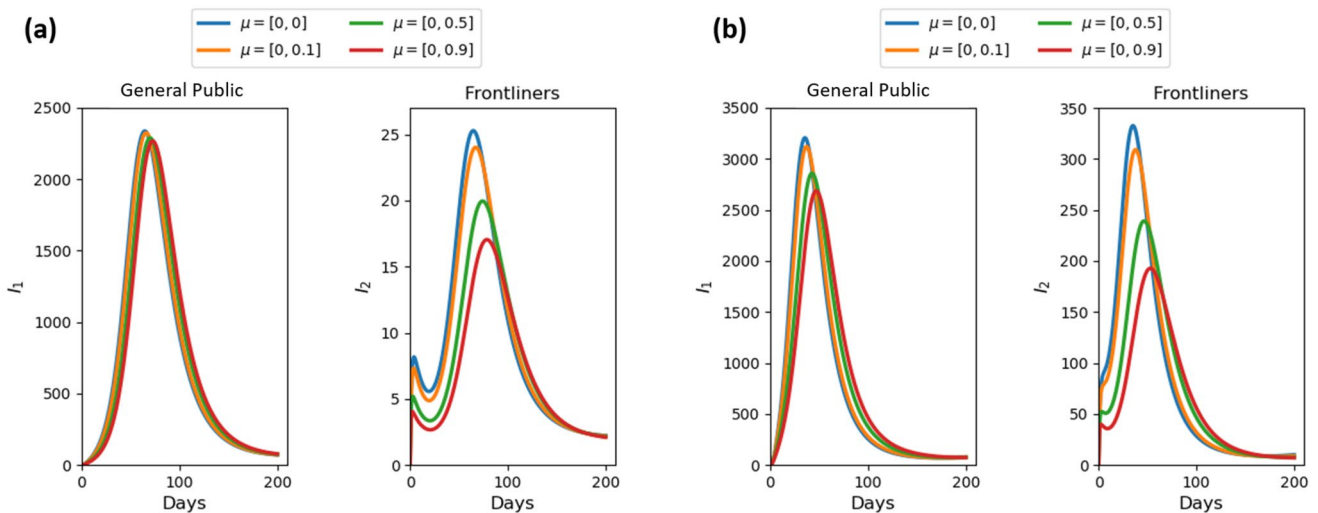 (a)
μ = [0, 0] μ = [0, 0.5]
μ = [0, 0.1] μ = [0, 0.9]
General Public
2500
2000
1500
1000
500
0
I₁
0 100 200
Days
Frontliners
25
20
15
10
5
0
I₂
0 100 200
Days
(b)
μ = [0, 0] μ = [0, 0.5]
μ = [0, 0.1] μ = [0, 0.9]
General Public
3500
3000
2500
2000
1500
1000
500
0
I₁
0 100 200
Days
Frontliners
350
300
250
200
150
100
50
0
I₂
0 100 200
Days